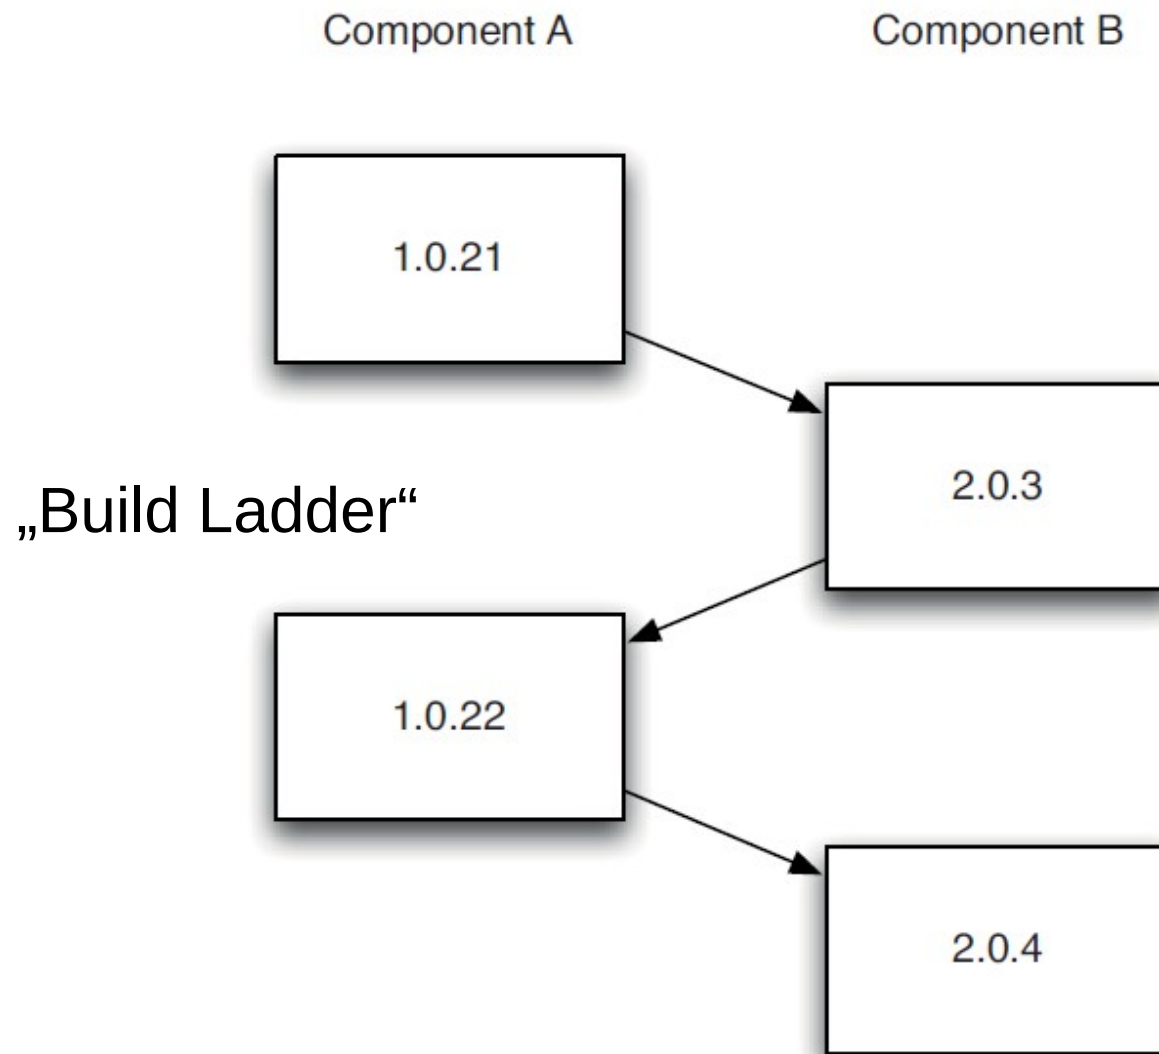 Component A
Component B
1.0.21
2.0.3
„Build Ladder“
1.0.22
2.0.4